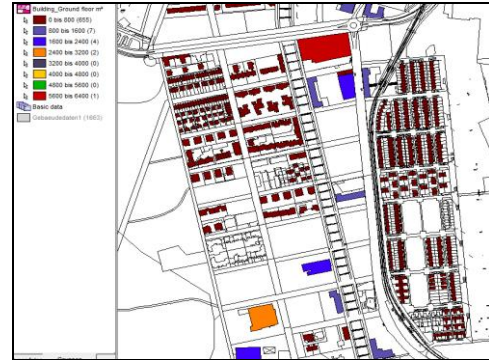 Building_Ground floor m²
0 bis 800 (655)
800 bis 1600 (7)
1600 bis 2400 (4)
2400 bis 3200 (2)
3200 bis 4000 (0)
4000 bis 4800 (0)
4800 bis 5600 (0)
5600 bis 6400 (1)
Basic data
Gebaeudedaten1 (1663)